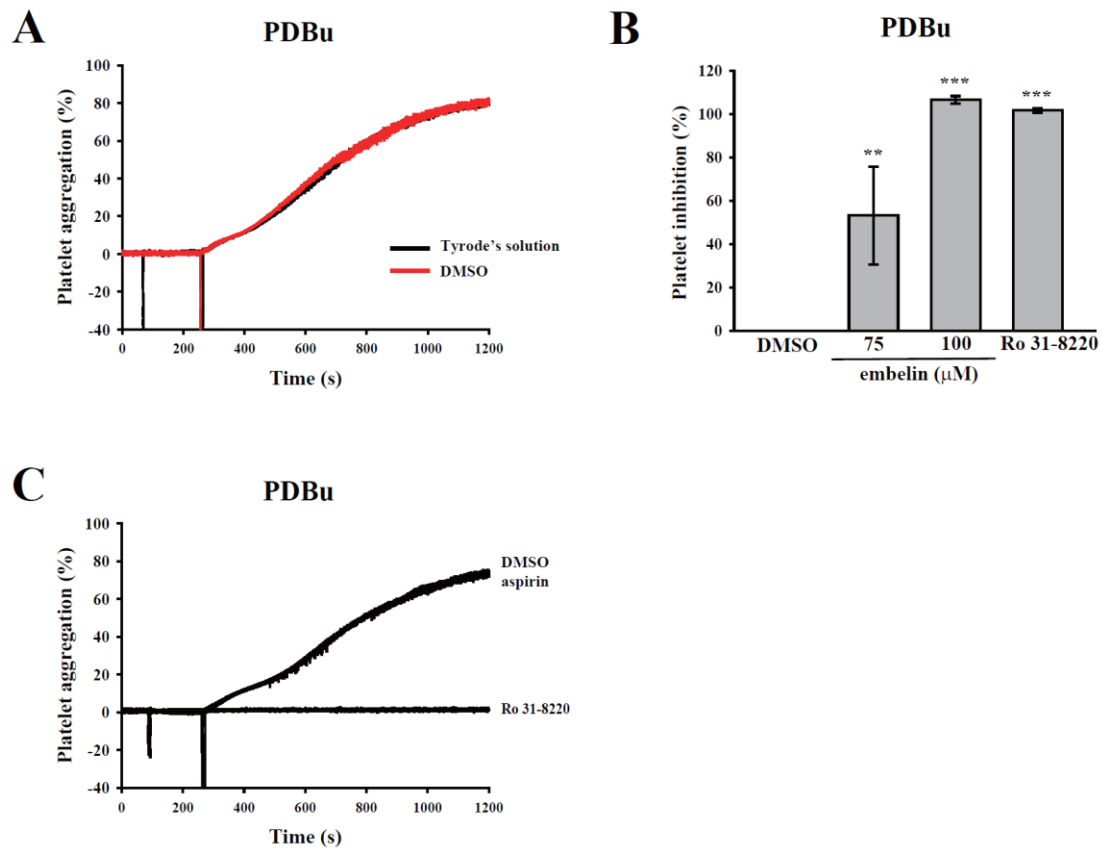 A
PDBu
Platelet aggregation (%)
100
80
60
40
20
0
-20
-40
Tyrode's solution
DMSO
0 200 400 600 800 1000 1200
Time (s)
B
PDBu
Platelet inhibition (%)
120
100
80
60
40
20
0
**
***
***
DMSO 75 100 Ro 31-8220
embelin (μM)
C
PDBu
Platelet aggregation (%)
100
80
60
40
20
0
-20
-40
DMSO
aspirin
Ro 31-8220
0 200 400 600 800 1000 1200
Time (s)